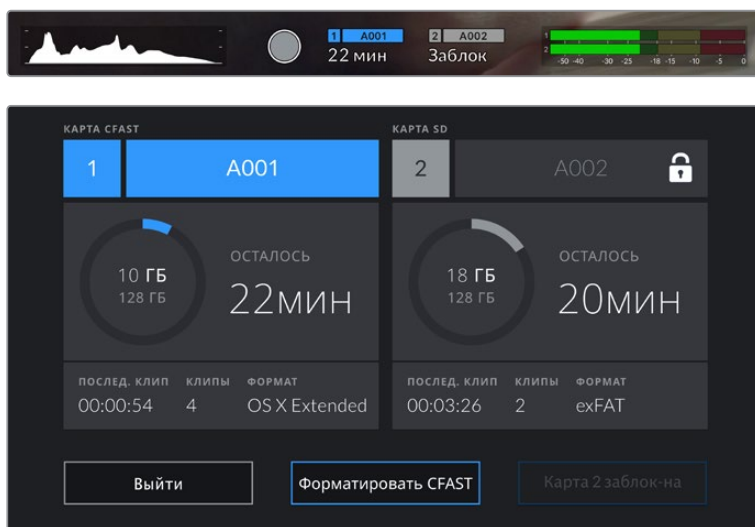 1 A001 2 A002
22 мин Заблок
1
2
-50 -40 -30 -25 -18 -15 -10 -5 0
КАРТА CFAST КАРТА SD
1 A001 2 A002
10 ГБ
128 ГБ
ОСТАЛОСЬ
22мин
18 ГБ
128 ГБ
ОСТАЛОСЬ
20мин
ПОСЛЕД. КЛИП КЛИПЫ ФОРМАТ
00:00:54 4 OS X Extended
ПОСЛЕД. КЛИП КЛИПЫ ФОРМАТ
00:03:26 2 exFAT
Выйти Форматировать CFAST Карта 2 заблок-на